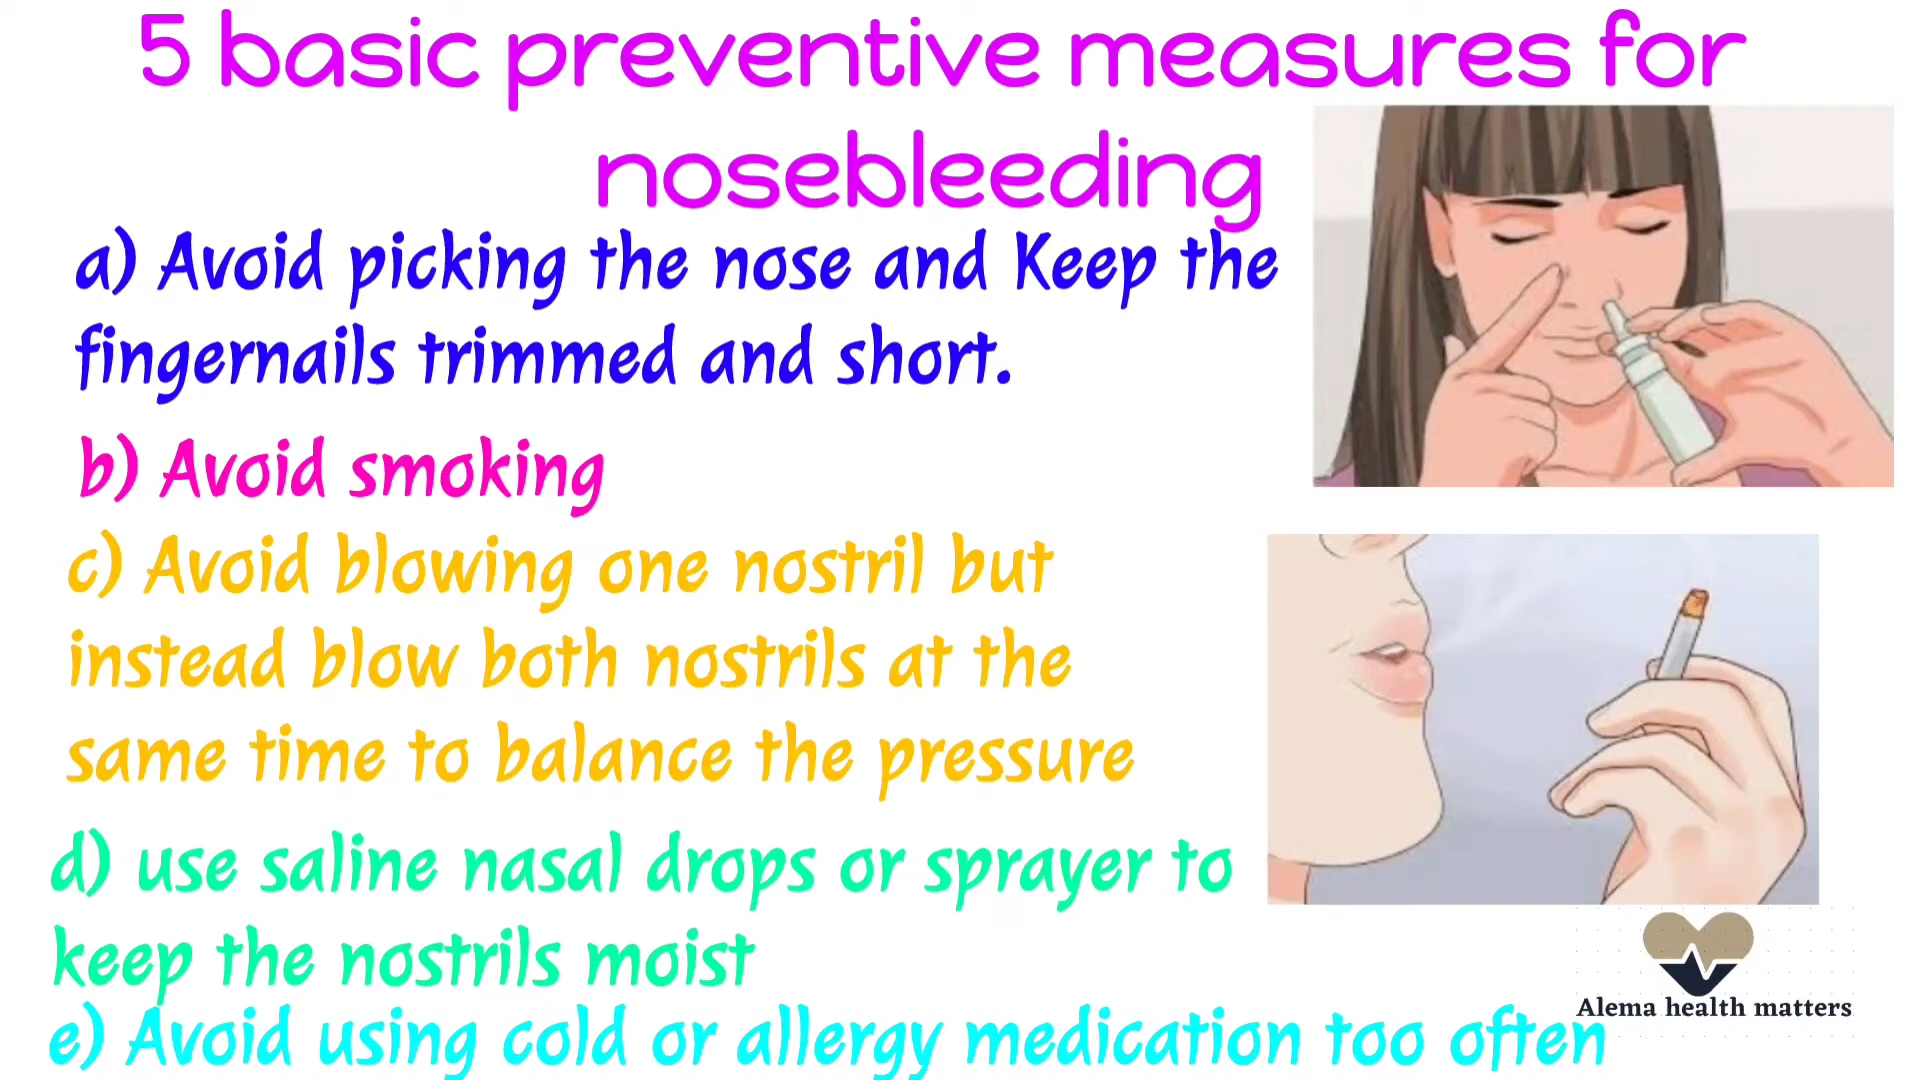 5 basic preventive measures for
nosebleeding
a) Avoid picking the nose and Keep the
fingernails trimmed and short.
b) Avoid smoking
c) Avoid blowing one nostril but
instead blow both nostrils at the
same time to balance the pressure
d) use saline nasal drops or sprayer to
keep the nostrils moist
e) Avoid using cold or allergy medication too often
Alema health matters